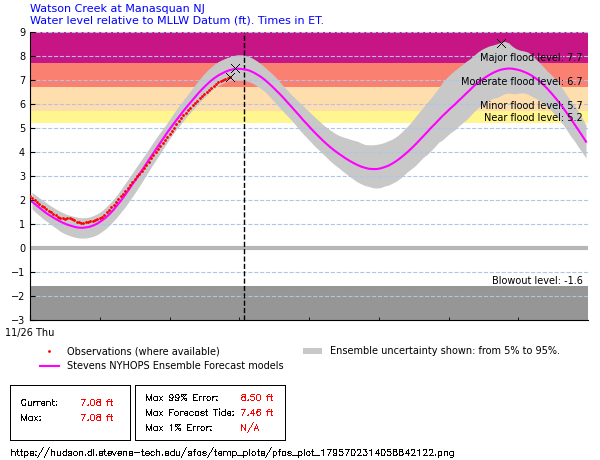 Watson Creek at Manasquan NJ
Water level relative to MLLW Datum (ft). Times in ET.
9
8
7
6
5
4
3
2
1
0
−1
−2
−3
Major flood level: 7.7
Moderate flood level: 6.7
Minor flood level: 5.7
Near flood level: 5.2
Blowout level: -1.6
11/26 Thu
Observations (where available)
Stevens NYHOPS Ensemble Forecast models
Ensemble uncertainty shown: from 5% to 95%.
Current: 7.08 ft
Max: 7.08 ft
Max 99% Error: 8.50 ft
Max Forecast Tide: 7.46 ft
Max 1% Error: N/A
https://hudson.dl.stevens-tech.edu/sfas/temp_plots/pfas_plot_1795702314058842122.png